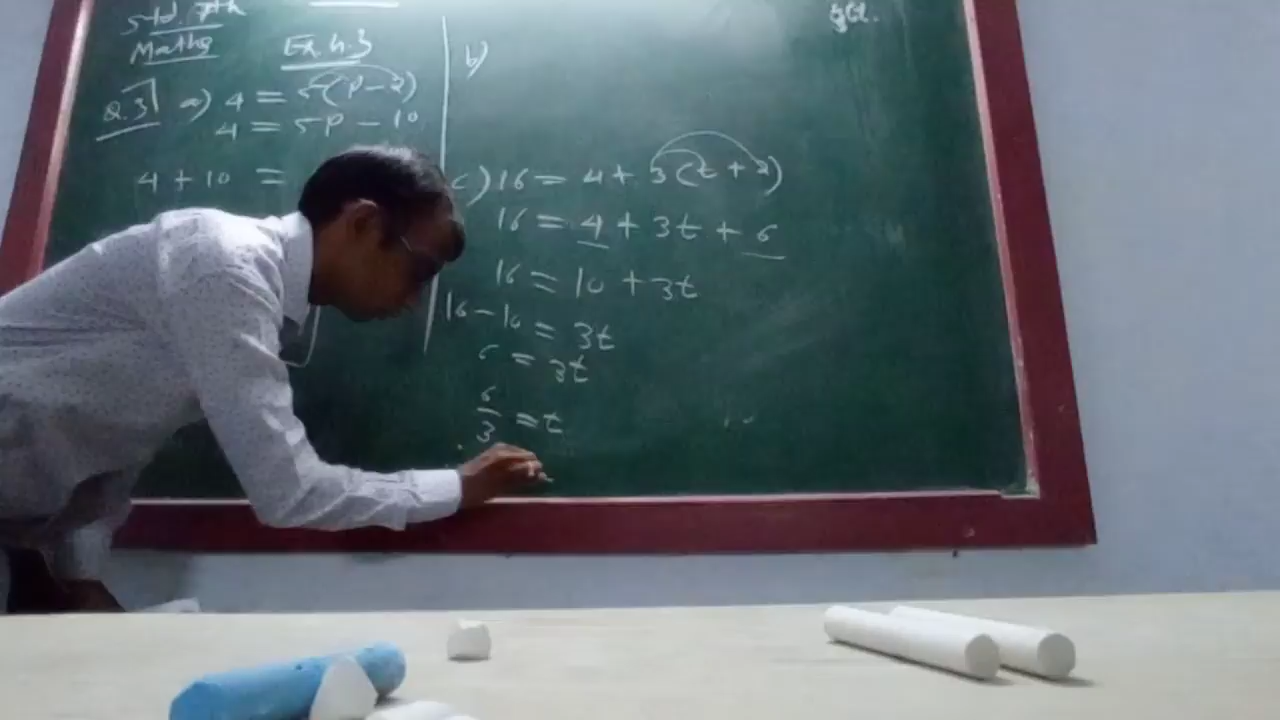 Std. 7th
Maths
Ex. 4.3
Q.3 a) 4 = 5(P-2)
4 = 5P - 10
4 + 10 =
b)
c) 16 = 4 + 3(t + 2)
16 = 4 + 3t + 6
16 = 10 + 3t
16 - 10 = 3t
6 = 3t
6/3 = t